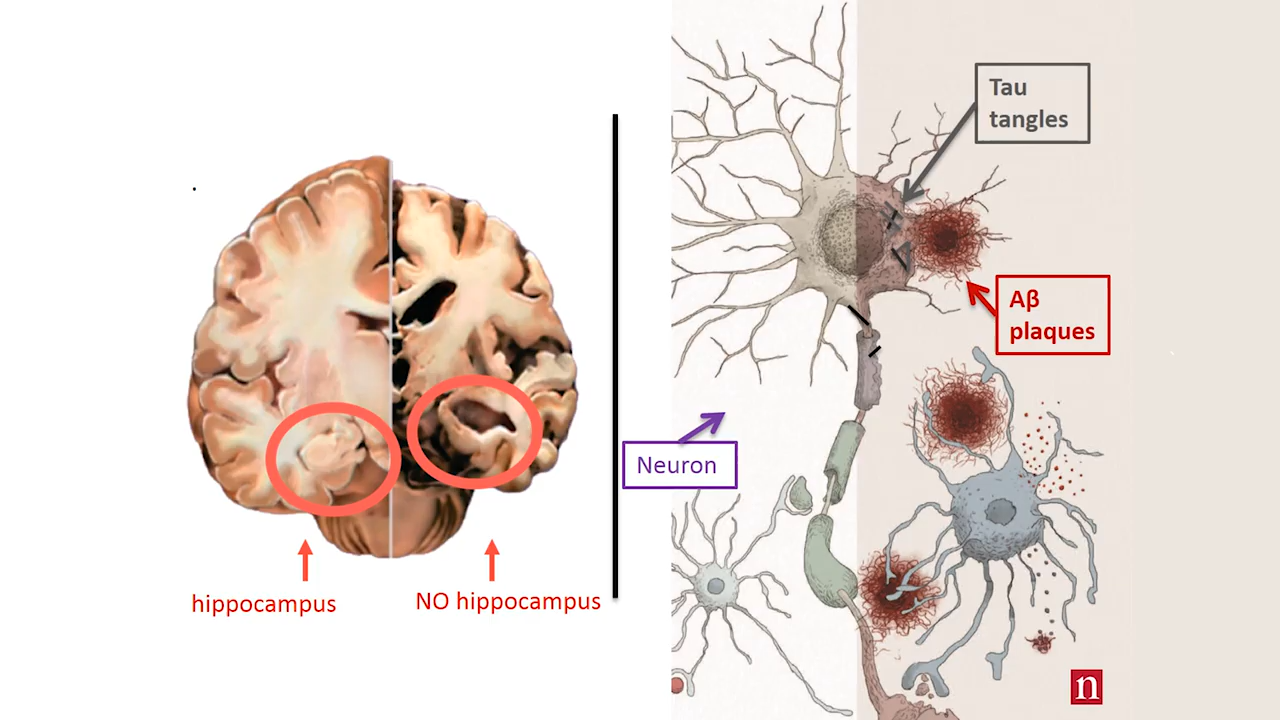 hippocampus
NO hippocampus
Tau
tangles
Aβ
plaques
Neuron
n